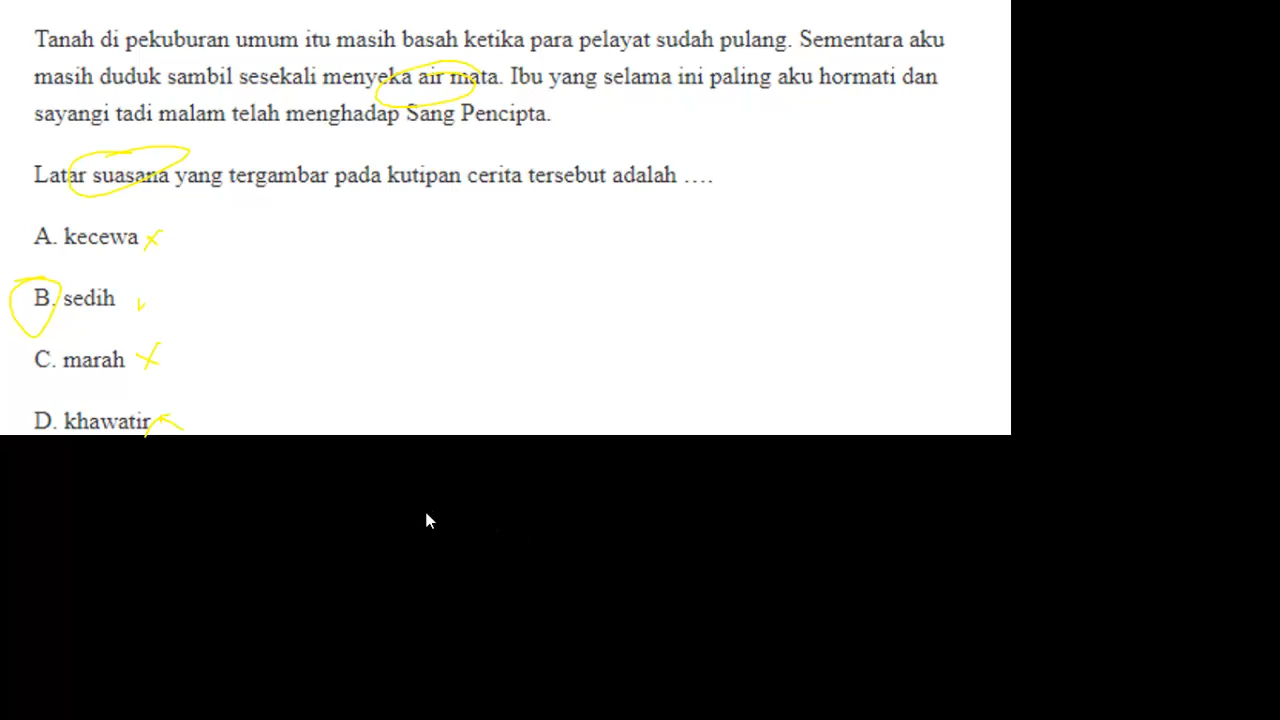 Tanah di pekuburan umum itu masih basah ketika para pelayat sudah pulang. Sementara aku
masih duduk sambil sesekali menyeka air mata. Ibu yang selama ini paling aku hormati dan
sayangi tadi malam telah menghadap Sang Pencipta.
Latar suasana yang tergambar pada kutipan cerita tersebut adalah ….
A. kecewa
B. sedih
C. marah
D. khawatir